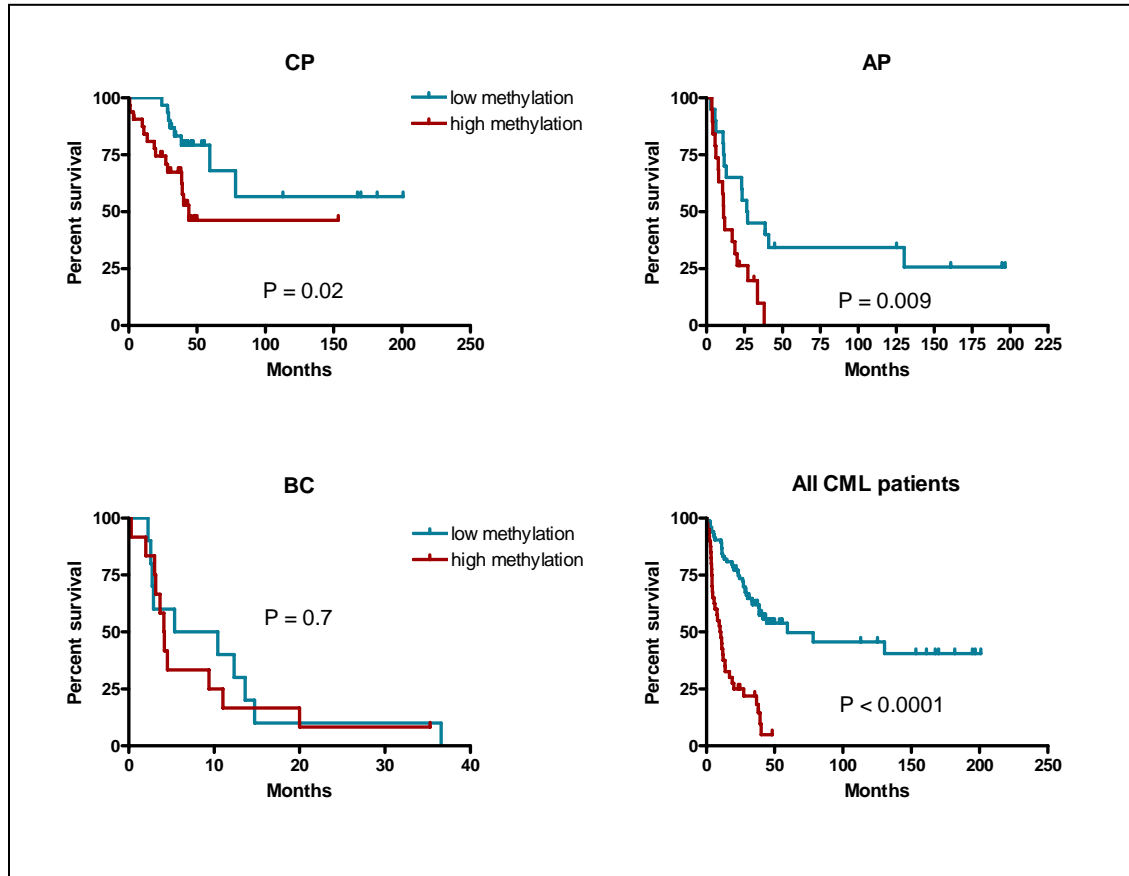 CP
100
75
50
25
0
Percent survival
low methylation
high methylation
P = 0.02
0 50 100 150 200 250
Months
AP
100
75
50
25
0
Percent survival
P = 0.009
0 25 50 75 100 125 150 175 200 225
Months
BC
100
75
50
25
0
Percent survival
low methylation
high methylation
P = 0.7
0 10 20 30 40
Months
All CML patients
100
75
50
25
0
Percent survival
P < 0.0001
0 50 100 150 200 250
Months